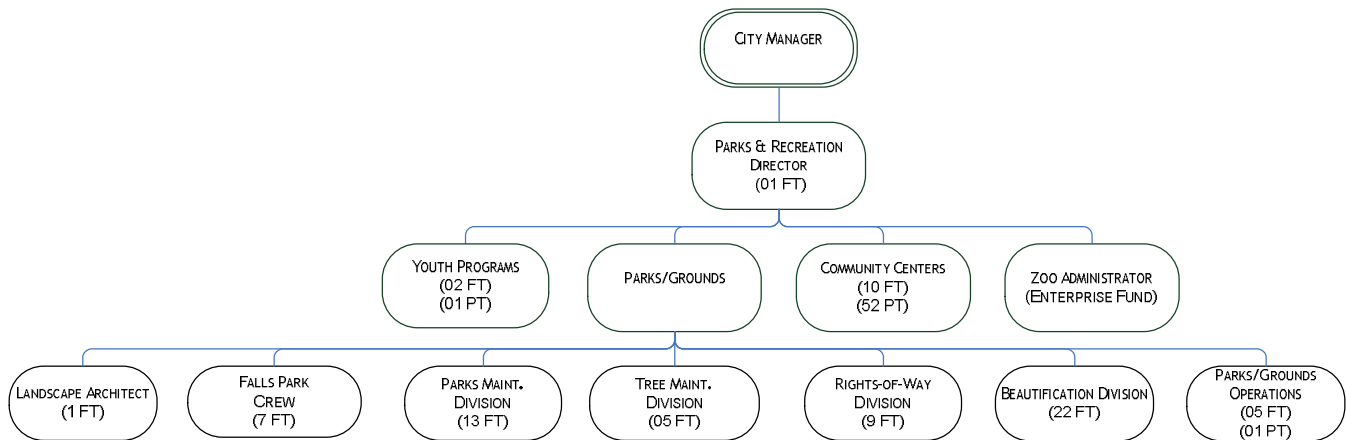 CITY MANAGER
PARKS & RECREATION
DIRECTOR
(01 FT)
YOUTH PROGRAMS
(02 FT)
(01 PT)
PARKS/GROUNDS
COMMUNITY CENTERS
(10 FT)
(52 PT)
ZOO ADMINISTRATOR
(ENTERPRISE FUND)
LANDSCAPE ARCHITECT
(1 FT)
FALLS PARK
CREW
(7 FT)
PARKS MAINT.
DIVISION
(13 FT)
TREE MAINT.
DIVISION
(05 FT)
RIGHTS-OF-WAY
DIVISION
(9 FT)
BEAUTIFICATION DIVISION
(22 FT)
PARKS/GROUNDS
OPERATIONS
(05 FT)
(01 PT)